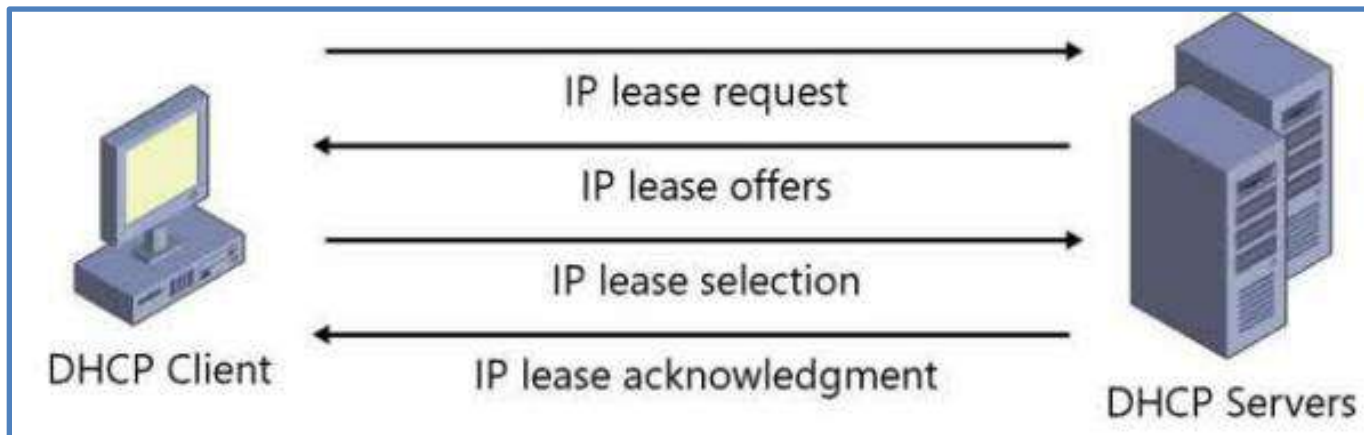 IP lease request
IP lease offers
IP lease selection
DHCP Client
IP lease acknowledgment
DHCP Servers